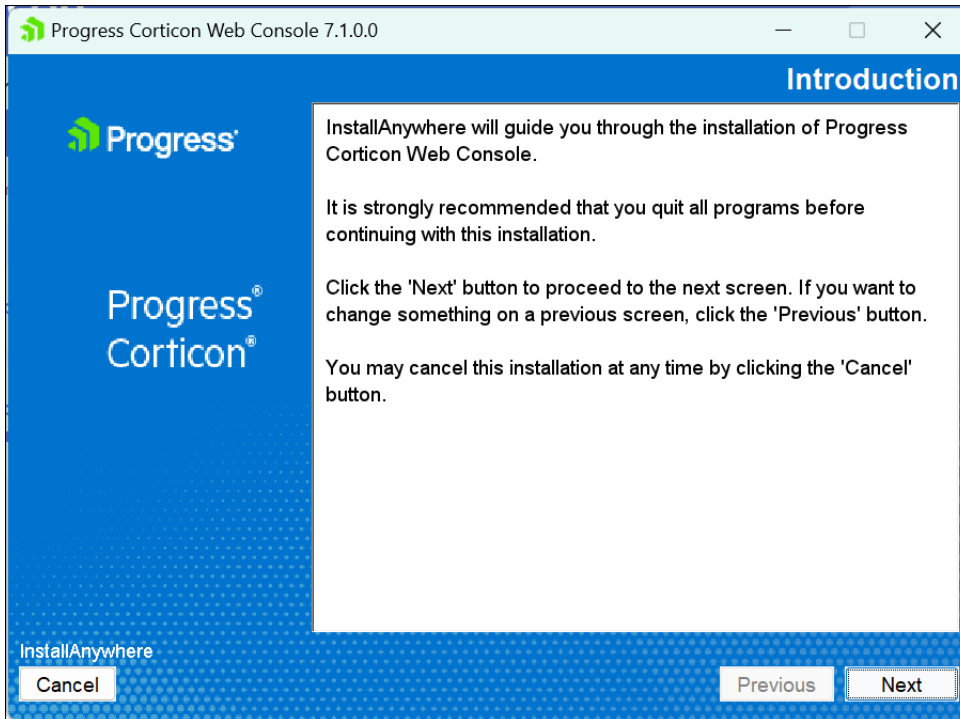 Progress Corticon Web Console 7.1.0.0
Introduction
Progress
Progress®
Corticon®
InstallAnywhere will guide you through the installation of Progress
Corticon Web Console.
It is strongly recommended that you quit all programs before
continuing with this installation.
Click the 'Next' button to proceed to the next screen. If you want to
change something on a previous screen, click the 'Previous' button.
You may cancel this installation at any time by clicking the 'Cancel'
button.
InstallAnywhere
Cancel
Previous
Next